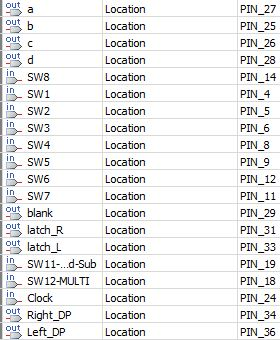 out a Location PIN_27
out b Location PIN_25
out c Location PIN_26
out d Location PIN_28
in SW8 Location PIN_14
in SW1 Location PIN_4
in SW2 Location PIN_5
in SW3 Location PIN_6
in SW4 Location PIN_8
in SW5 Location PIN_9
in SW6 Location PIN_12
in SW7 Location PIN_11
out blank Location PIN_29
out latch_R Location PIN_31
out latch_L Location PIN_33
in SW11-...d-Sub Location PIN_19
in SW12-MULTI Location PIN_18
in Clock Location PIN_24
out Right_DP Location PIN_34
out Left_DP Location PIN_36